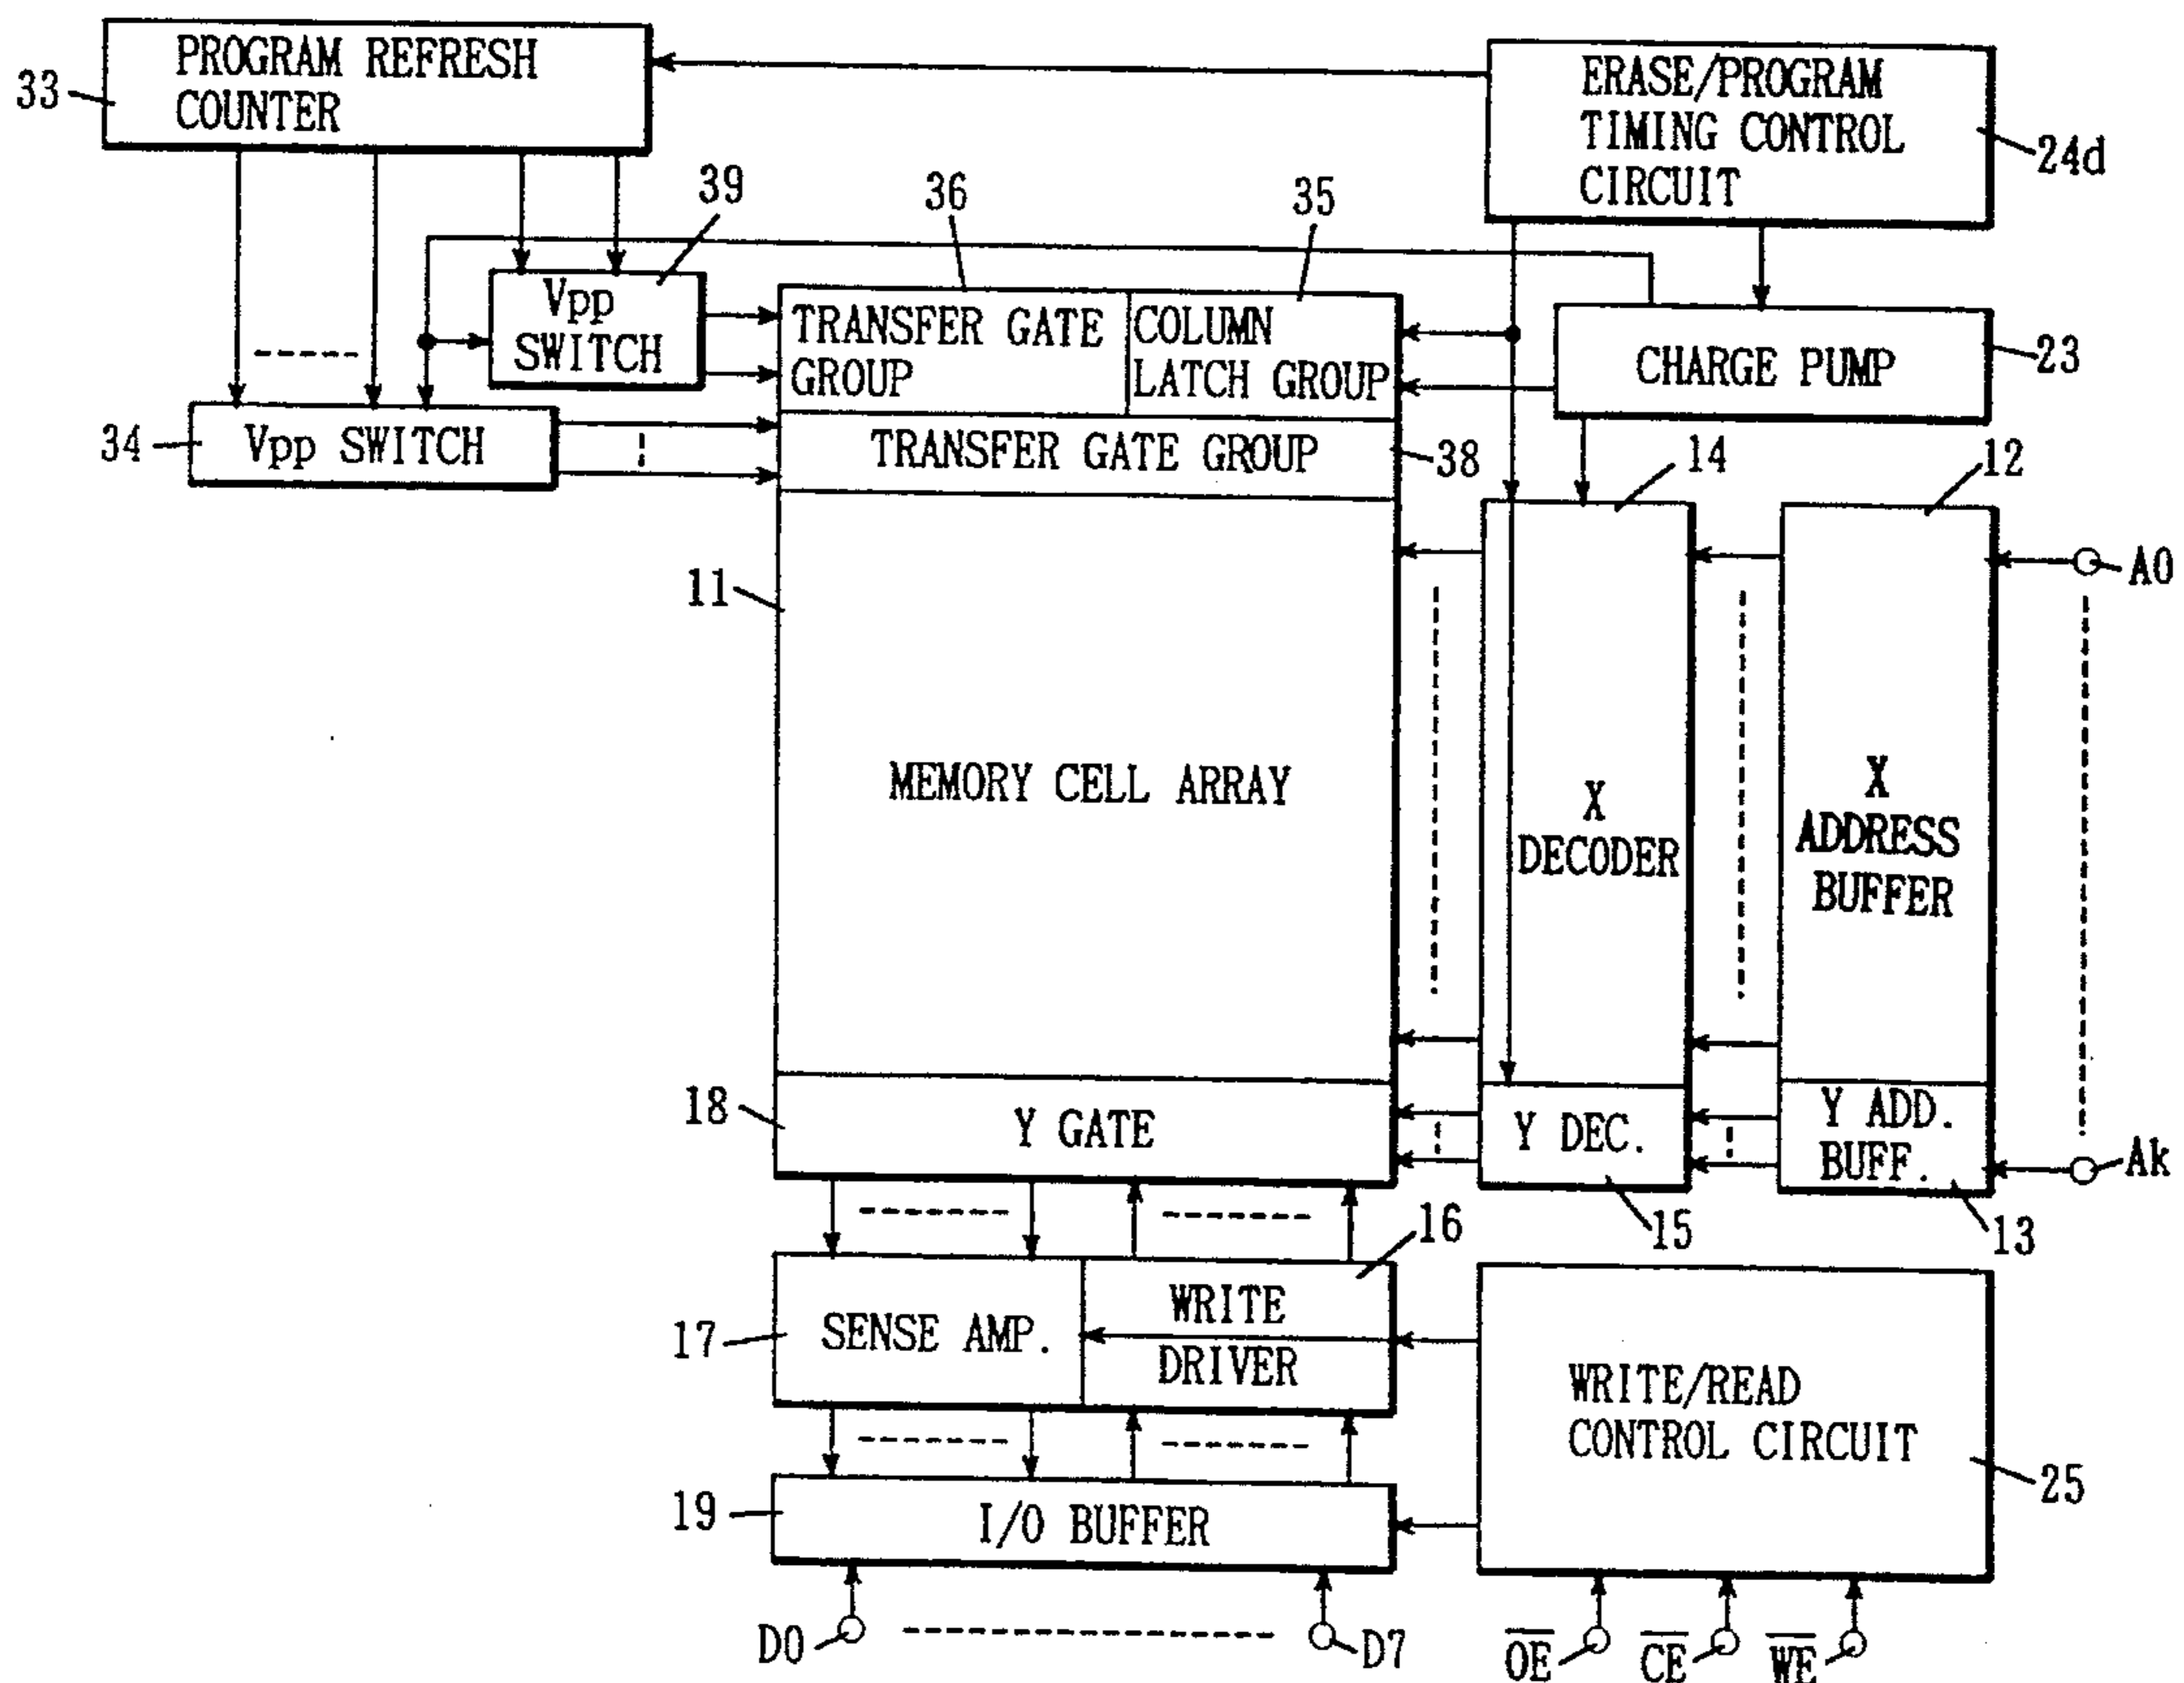 PROGRAM REFRESH
COUNTER
33
ERASE/PROGRAM
TIMING CONTROL
CIRCUIT
24d
39
36
35
Vpp
SWITCH
TRANSFER GATE
GROUP
COLUMN
LATCH GROUP
CHARGE PUMP
23
34
Vpp SWITCH
TRANSFER GATE GROUP
38
14
12
A0
11
MEMORY CELL ARRAY
X
DECODER
X
ADDRESS
BUFFER
18
Y GATE
Y DEC.
Y ADD.
BUFF.
Ak
16
15
13
17
SENSE AMP.
WRITE
DRIVER
WRITE/READ
CONTROL CIRCUIT
25
19
I/O BUFFER
D0
D7
O̅E̅
C̅E̅
W̅E̅